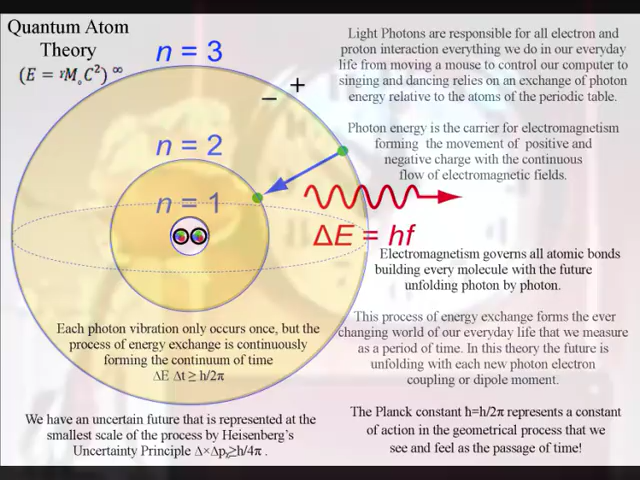 Quantum Atom
Theory
(E = γM₀C²)∞
n = 3
− +
n = 2
n = 1
ΔE = hf
Each photon vibration only occurs once, but the
process of energy exchange is continuously
forming the continuum of time
ΔE Δt ≥ h/2π
We have an uncertain future that is represented at the
smallest scale of the process by Heisenberg's
Uncertainty Principle Δ×Δpᵪ≥h/4π .
Light Photons are responsible for all electron and
proton interaction everything we do in our everyday
life from moving a mouse to control our computer to
singing and dancing relies on an exchange of photon
energy relative to the atoms of the periodic table.
Photon energy is the carrier for electromagnetism
forming the movement of positive and
negative charge with the continuous
flow of electromagnetic fields.
Electromagnetism governs all atomic bonds
building every molecule with the future
unfolding photon by photon.
This process of energy exchange forms the ever
changing world of our everyday life that we measure
as a period of time. In this theory the future is
unfolding with each new photon electron
coupling or dipole moment.
The Planck constant ħ=h/2π represents a constant
of action in the geometrical process that we
see and feel as the passage of time!